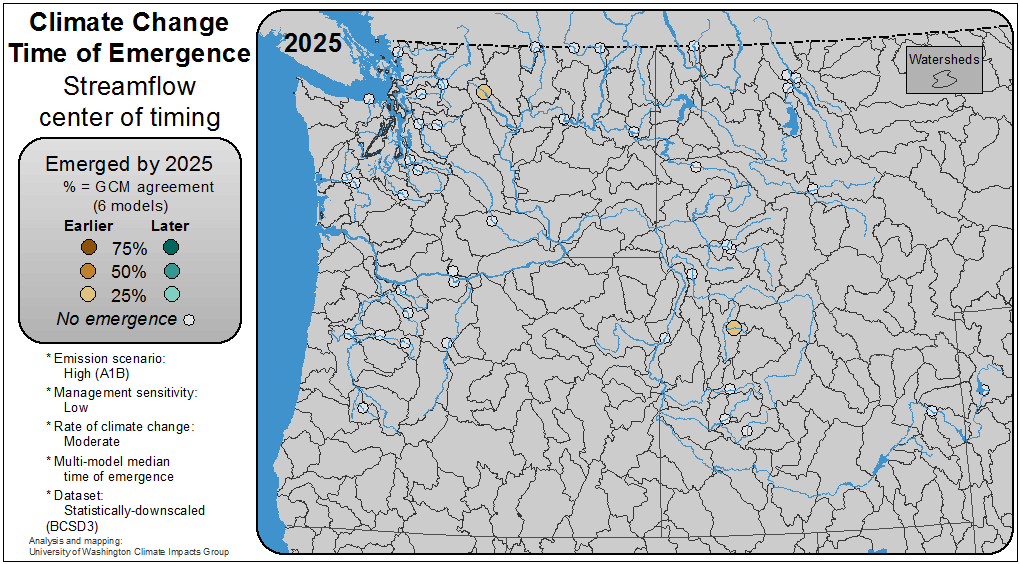 Climate Change
Time of Emergence
Streamflow
center of timing
Emerged by 2025
% = GCM agreement
(6 models)
Earlier Later
75%
50%
25%
No emergence
* Emission scenario:
High (A1B)
* Management sensitivity:
Low
* Rate of climate change:
Moderate
* Multi-model median
time of emergence
* Dataset:
Statistically-downscaled
(BCSD3)
Analysis and mapping:
University of Washington Climate Impacts Group
2025
Watersheds